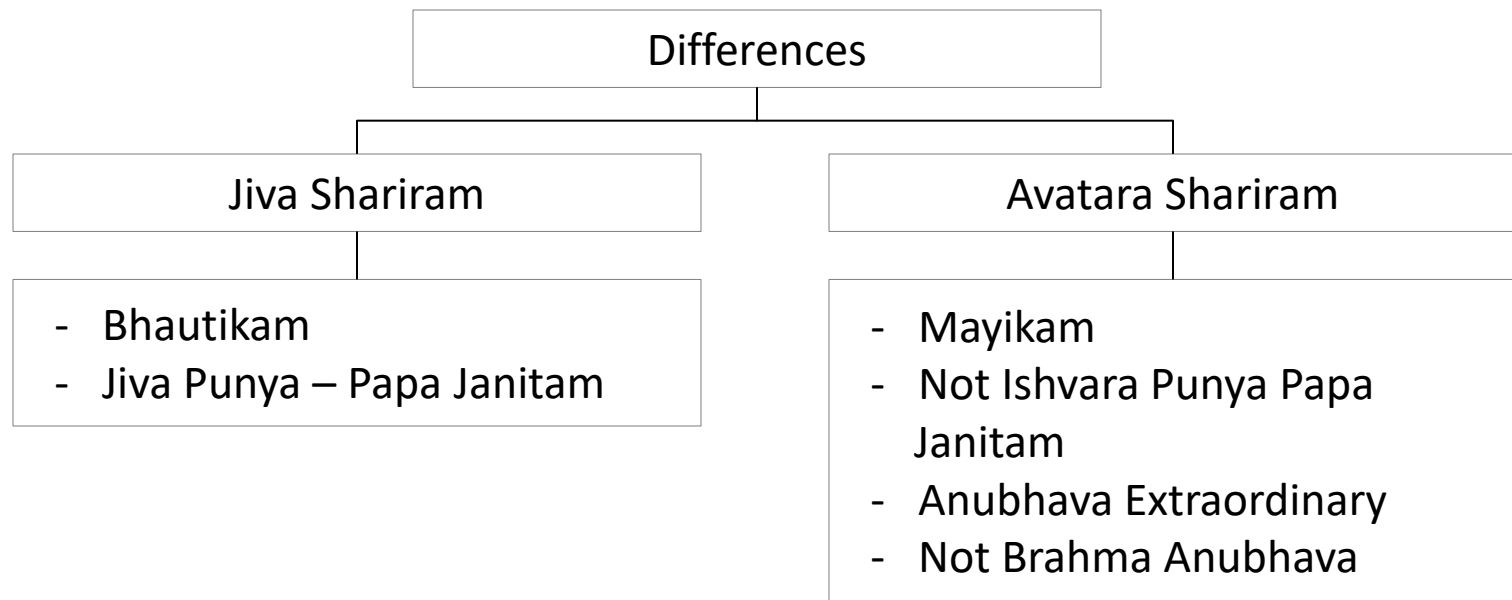 Differences
Jiva Shariram
Avatara Shariram
- Bhautikam
- Jiva Punya – Papa Janitam
- Mayikam
- Not Ishvara Punya Papa
Janitam
- Anubhava Extraordinary
- Not Brahma Anubhava